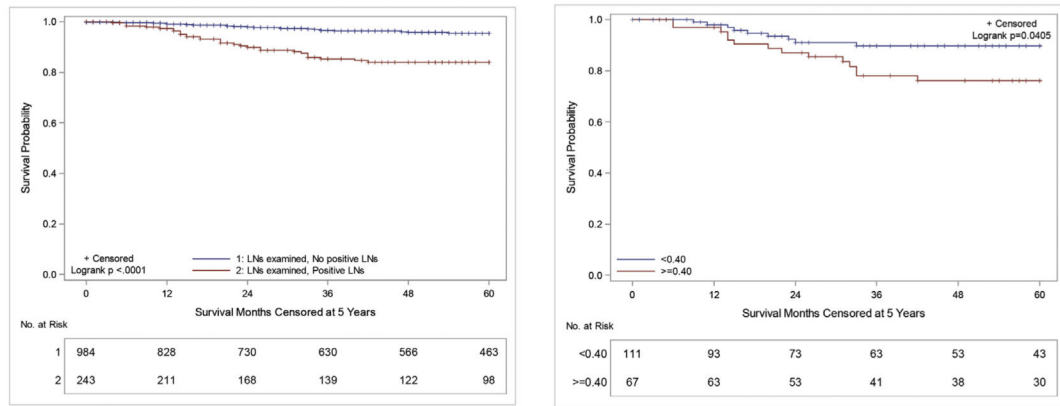 1.0
0.8
0.6
0.4
0.2
0.0
Survival Probability
+ Censored
Logrank p <.0001
1: LNs examined, No positive LNs
2: LNs examined, Positive LNs
0 12 24 36 48 60
Survival Months Censored at 5 Years
No. at Risk
1 984 828 730 630 566 463
2 243 211 168 139 122 98
1.0
0.8
0.6
0.4
0.2
0.0
Survival Probability
+ Censored
Logrank p=0.0405
<0.40
>=0.40
0 12 24 36 48 60
Survival Months Censored at 5 Years
No. at Risk
<0.40 111 93 73 63 53 43
>=0.40 67 63 53 41 38 30